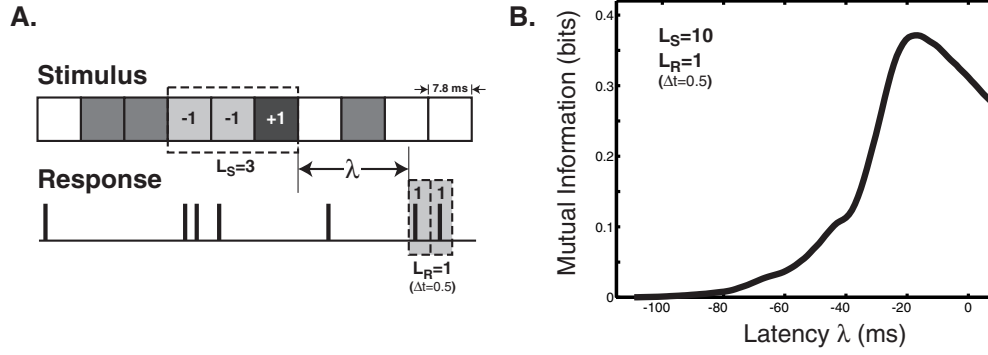 A.
Stimulus
7.8 ms
-1 -1 +1
L_S=3
λ
Response
1 1
L_R=1
(Δt=0.5)
B.
Mutual Information (bits)
0.4
0.3
0.2
0.1
0
L_S=10
L_R=1
(Δt=0.5)
-100 -80 -60 -40 -20 0
Latency λ (ms)